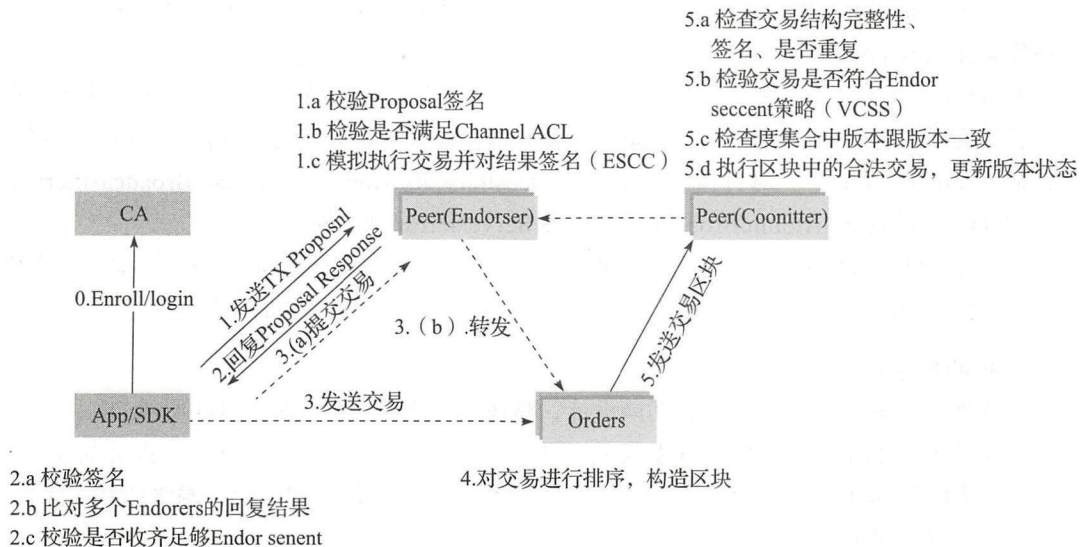 5.a 检查交易结构完整性、
签名、是否重复
5.b 检验交易是否符合Endor
seccent策略（VCSS）
5.c 检查度集合中版本跟版本一致
5.d 执行区块中的合法交易，更新版本状态
1.a 校验Proposal签名
1.b 检验是否满足Channel ACL
1.c 模拟执行交易并对结果签名（ESCC）
CA
Peer(Endorser)
Peer(Coonitter)
0.Enroll/login
1.发送TX Proposnl
2.回复Proposal Response
3.(a)提交交易
3.（b）.转发
5.发送交易区块
App/SDK
3.发送交易
Orders
2.a 校验签名
2.b 比对多个Endorers的回复结果
2.c 校验是否收齐足够Endor senent
4.对交易进行排序，构造区块